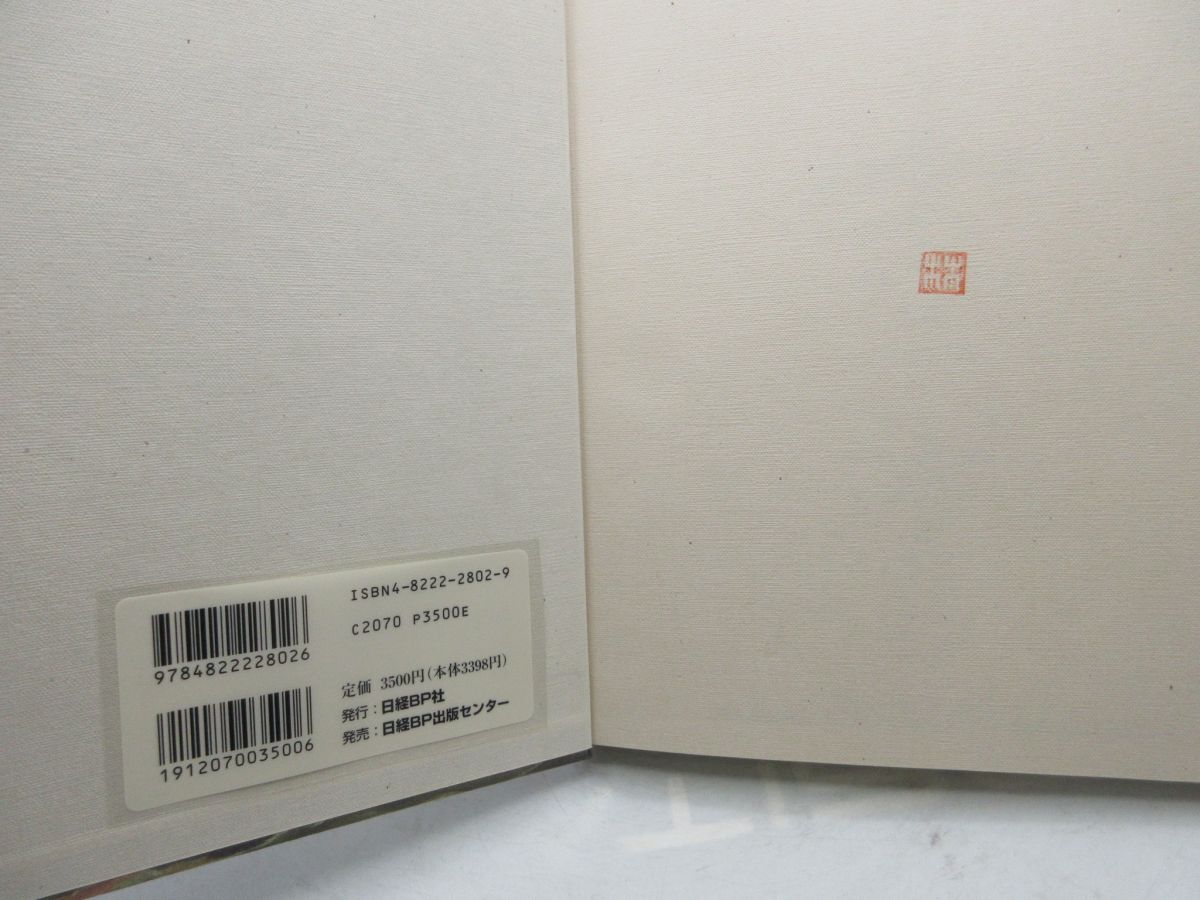 ISBN4-8222-2802-9
C2070 P3500E
9784822228026
定価 3500円(本体3398円)
発行：日経BP社
発売：日経BP出版センター
1912070035006